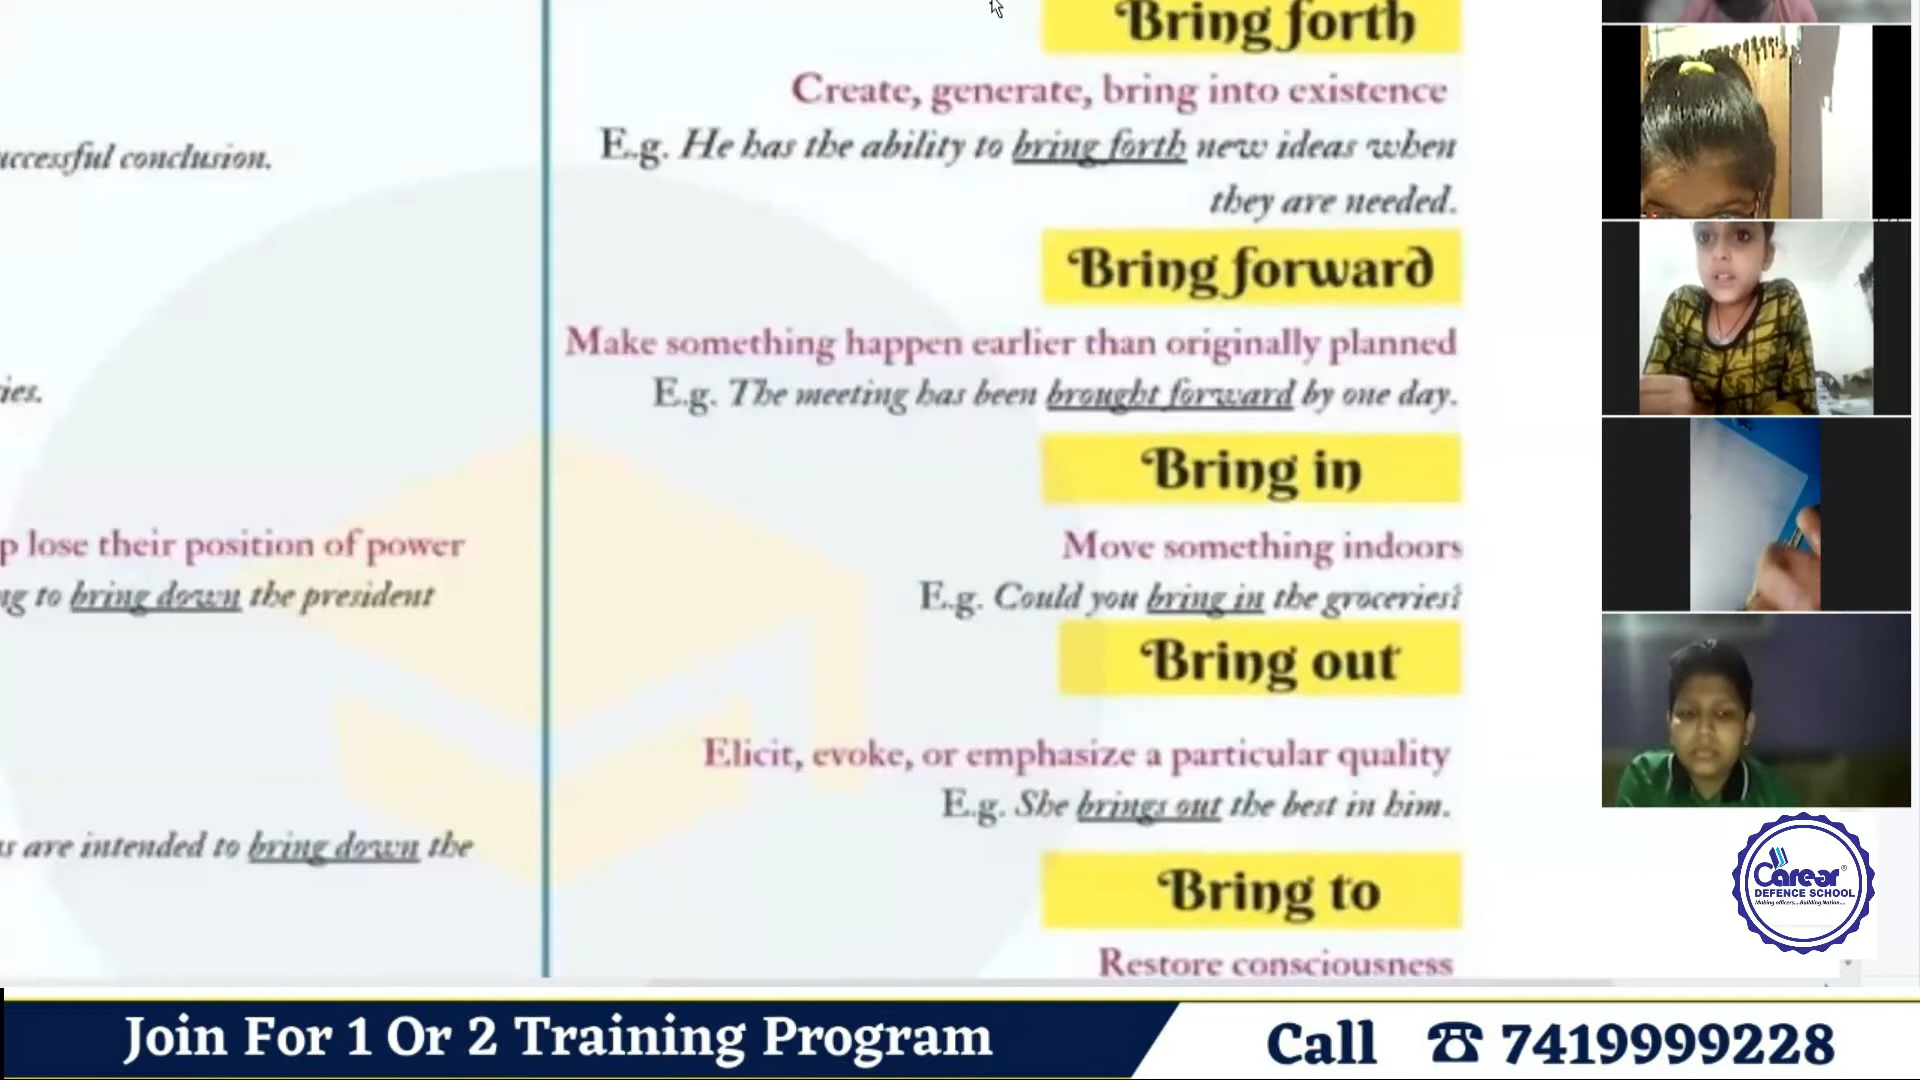 uccessful conclusion.
ies.
p lose their position of power
ng to bring down the president
s are intended to bring down the
Bring forth
Create, generate, bring into existence
E.g. He has the ability to bring forth new ideas when
they are needed.
Bring forward
Make something happen earlier than originally planned
E.g. The meeting has been brought forward by one day.
Bring in
Move something indoors
E.g. Could you bring in the groceries?
Bring out
Elicit, evoke, or emphasize a particular quality
E.g. She brings out the best in him.
Bring to
Restore consciousness
Career
DEFENCE SCHOOL
Making officers...Building Nation...
Join For 1 Or 2 Training Program
Call ☎ 7419999228